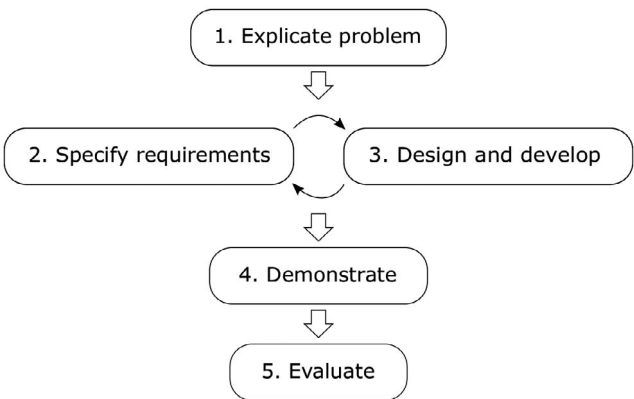 1. Explicate problem
2. Specify requirements
3. Design and develop
4. Demonstrate
5. Evaluate